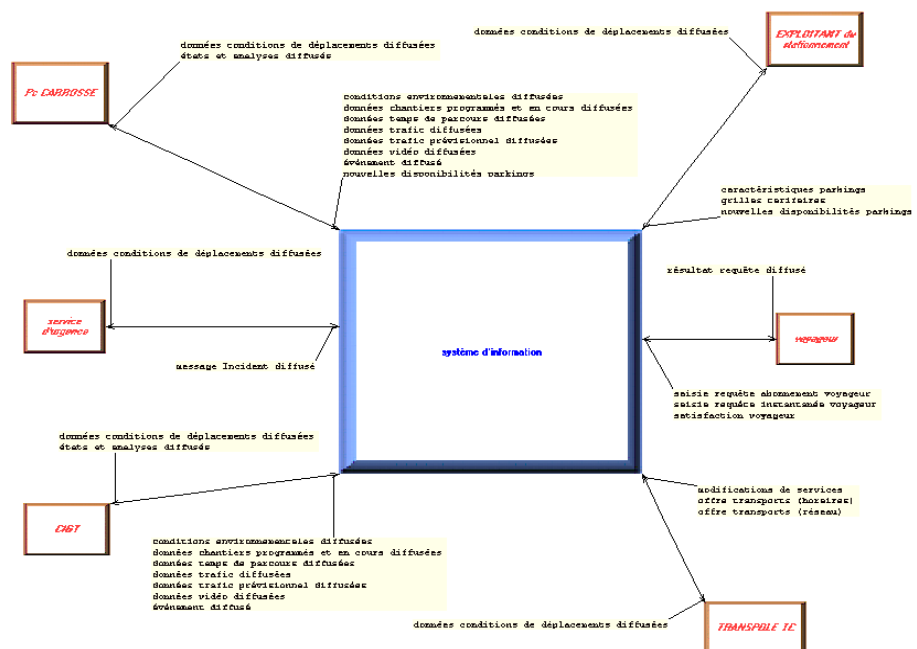 données conditions de déplacements diffusées
états et analyses diffusés
données conditions de déplacements diffusées
EXPLOITANT du
stationnement
Pc CARROSSE
conditions environnementales diffusées
données chantiers programmés et en cours diffusées
données temps de parcours diffusées
données trafic diffusées
données trafic prévisionnel diffusées
données vidéo diffusées
événement diffusé
nouvelles disponibilités parkings
caractéristiques parkings
grilles tarifaires
nouvelles disponibilités parkings
données conditions de déplacements diffusées
résultat requête diffusé
service
d'urgence
système d'information
voyageur
message Incident diffusé
saisie requête abonnement voyageur
saisie requête instantanée voyageur
satisfaction voyageur
données conditions de déplacements diffusées
états et analyses diffusés
modifications de services
offre transports (horaires)
offre transports (réseau)
CIGT
conditions environnementales diffusées
données chantiers programmés et en cours diffusées
données temps de parcours diffusées
données trafic diffusées
données trafic prévisionnel diffusées
données vidéo diffusées
événement diffusé
données conditions de déplacements diffusées
TRANSPOLE TC